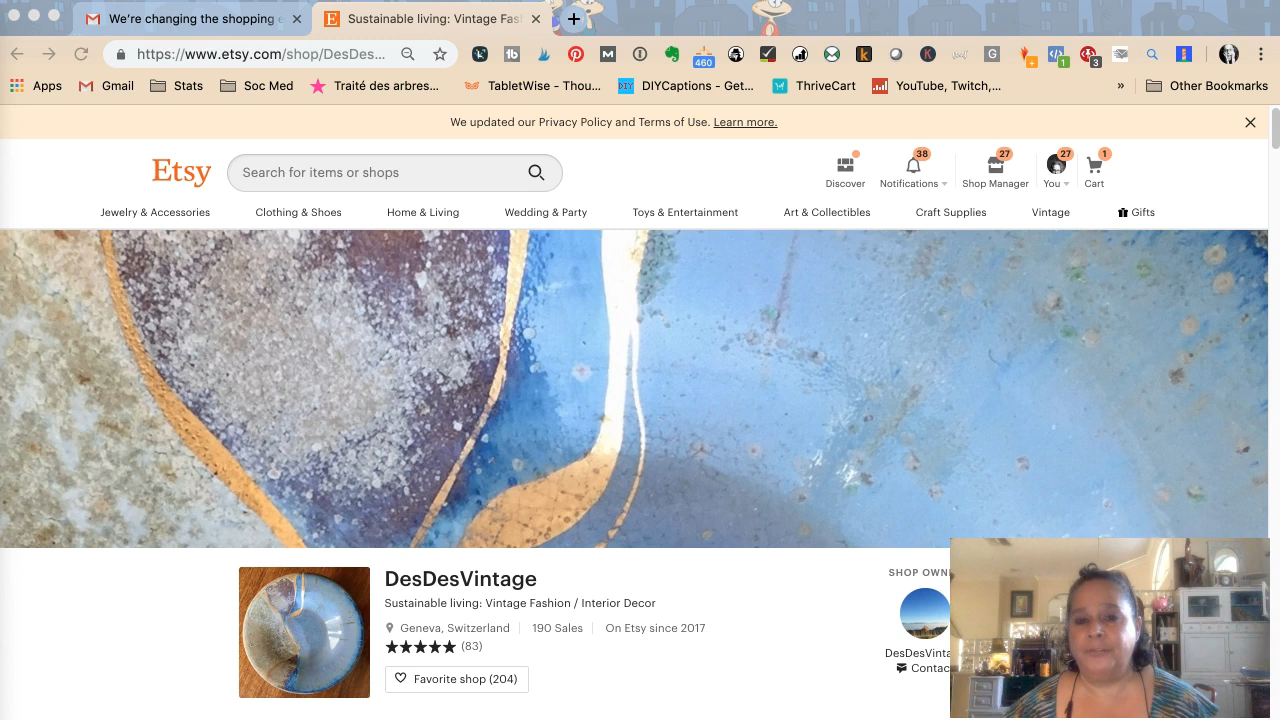 We're changing the shopping e
Sustainable living: Vintage Fas
https://www.etsy.com/shop/DesDes...
460
1
3
Apps
Gmail
Stats
Soc Med
Traité des arbres...
TabletWise - Thou...
DIYCaptions - Get...
ThriveCart
YouTube, Twitch,...
»
Other Bookmarks
We updated our Privacy Policy and Terms of Use. Learn more.
Etsy
Search for items or shops
38
27
27
1
Discover
Notifications
Shop Manager
You
Cart
Jewelry & Accessories
Clothing & Shoes
Home & Living
Wedding & Party
Toys & Entertainment
Art & Collectibles
Craft Supplies
Vintage
Gifts
DesDesVintage
Sustainable living: Vintage Fashion / Interior Decor
Geneva, Switzerland
190 Sales
On Etsy since 2017
(83)
Favorite shop (204)
SHOP OWN
DesDesVinta
Contac